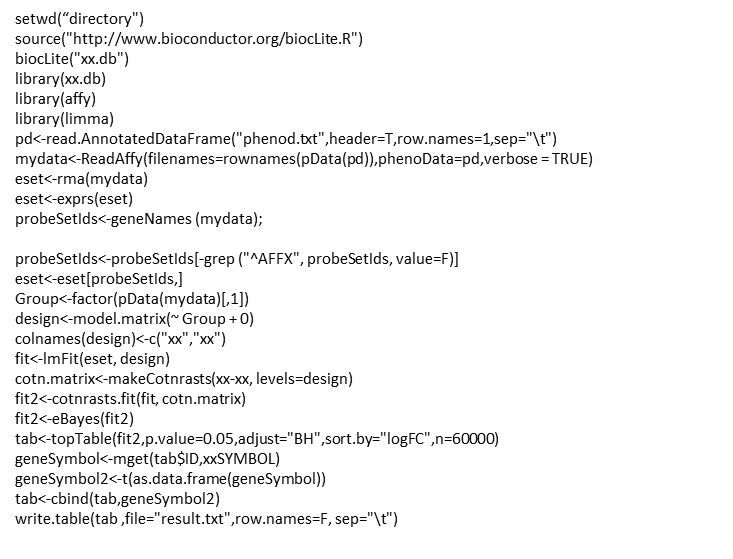 setwd(“directory")
source("http://www.bioconductor.org/biocLite.R")
biocLite("xx.db")
library(xx.db)
library(affy)
library(limma)
pd<-read.AnnotatedDataFrame("phenod.txt",header=T,row.names=1,sep="\t")
mydata<-ReadAffy(filenames=rownames(pData(pd)),phenoData=pd,verbose = TRUE)
eset<-rma(mydata)
eset<-exprs(eset)
probeSetIds<-geneNames (mydata);
probeSetIds<-probeSetIds[-grep ("^AFFX", probeSetIds, value=F)]
eset<-eset[probeSetIds,]
Group<-factor(pData(mydata)[,1])
design<-model.matrix(~ Group + 0)
colnames(design)<-c("xx","xx")
fit<-lmFit(eset, design)
cotn.matrix<-makeCotnrasts(xx-xx, levels=design)
fit2<-cotnrasts.fit(fit, cotn.matrix)
fit2<-eBayes(fit2)
tab<-topTable(fit2,p.value=0.05,adjust="BH",sort.by="logFC",n=60000)
geneSymbol<-mget(tab$ID,xxSYMBOL)
geneSymbol2<-t(as.data.frame(geneSymbol))
tab<-cbind(tab,geneSymbol2)
write.table(tab ,file="result.txt",row.names=F, sep="\t")